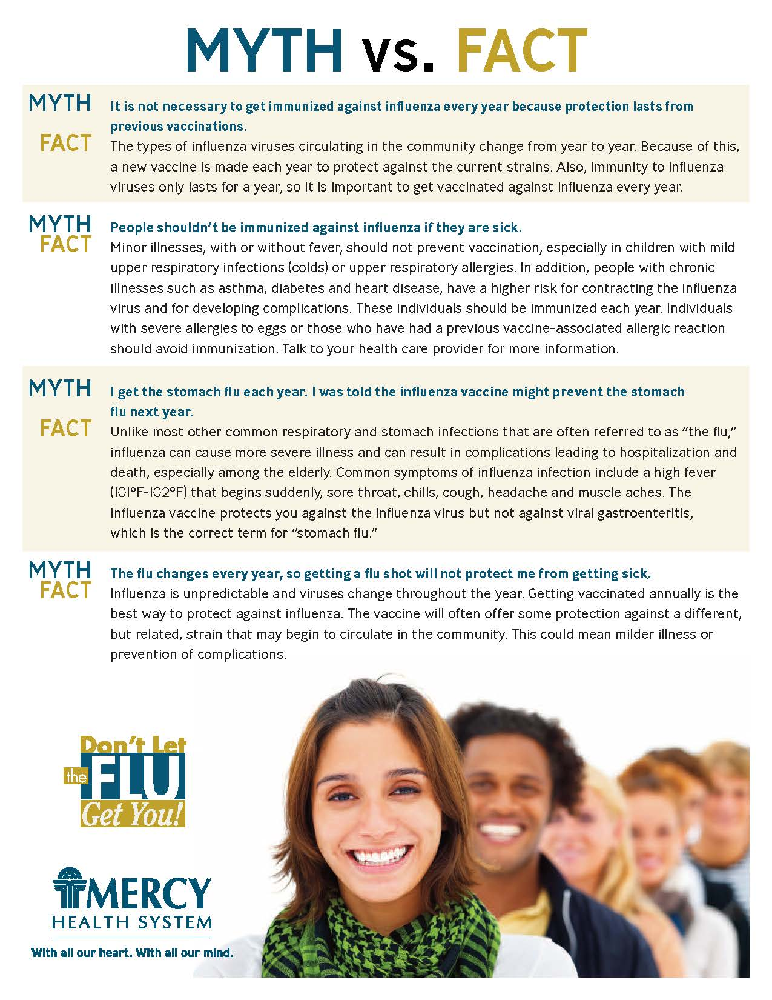 MYTH vs. FACT
MYTH It is not necessary to get immunized against influenza every year because protection lasts from
previous vaccinations.
FACT The types of influenza viruses circulating in the community change from year to year. Because of this,
a new vaccine is made each year to protect against the current strains. Also, immunity to influenza
viruses only lasts for a year, so it is important to get vaccinated against influenza every year.
MYTH People shouldn't be immunized against influenza if they are sick.
FACT Minor illnesses, with or without fever, should not prevent vaccination, especially in children with mild
upper respiratory infections (colds) or upper respiratory allergies. In addition, people with chronic
illnesses such as asthma, diabetes and heart disease, have a higher risk for contracting the influenza
virus and for developing complications. These individuals should be immunized each year. Individuals
with severe allergies to eggs or those who have had a previous vaccine-associated allergic reaction
should avoid immunization. Talk to your health care provider for more information.
MYTH I get the stomach flu each year. I was told the influenza vaccine might prevent the stomach
flu next year.
FACT Unlike most other common respiratory and stomach infections that are often referred to as “the flu,”
influenza can cause more severe illness and can result in complications leading to hospitalization and
death, especially among the elderly. Common symptoms of influenza infection include a high fever
(101°F-102°F) that begins suddenly, sore throat, chills, cough, headache and muscle aches. The
influenza vaccine protects you against the influenza virus but not against viral gastroenteritis,
which is the correct term for “stomach flu.”
MYTH The flu changes every year, so getting a flu shot will not protect me from getting sick.
FACT Influenza is unpredictable and viruses change throughout the year. Getting vaccinated annually is the
best way to protect against influenza. The vaccine will often offer some protection against a different,
but related, strain that may begin to circulate in the community. This could mean milder illness or
prevention of complications.
Don't Let
the FLU
Get You!
MERCY
HEALTH SYSTEM
With all our heart. With all our mind.